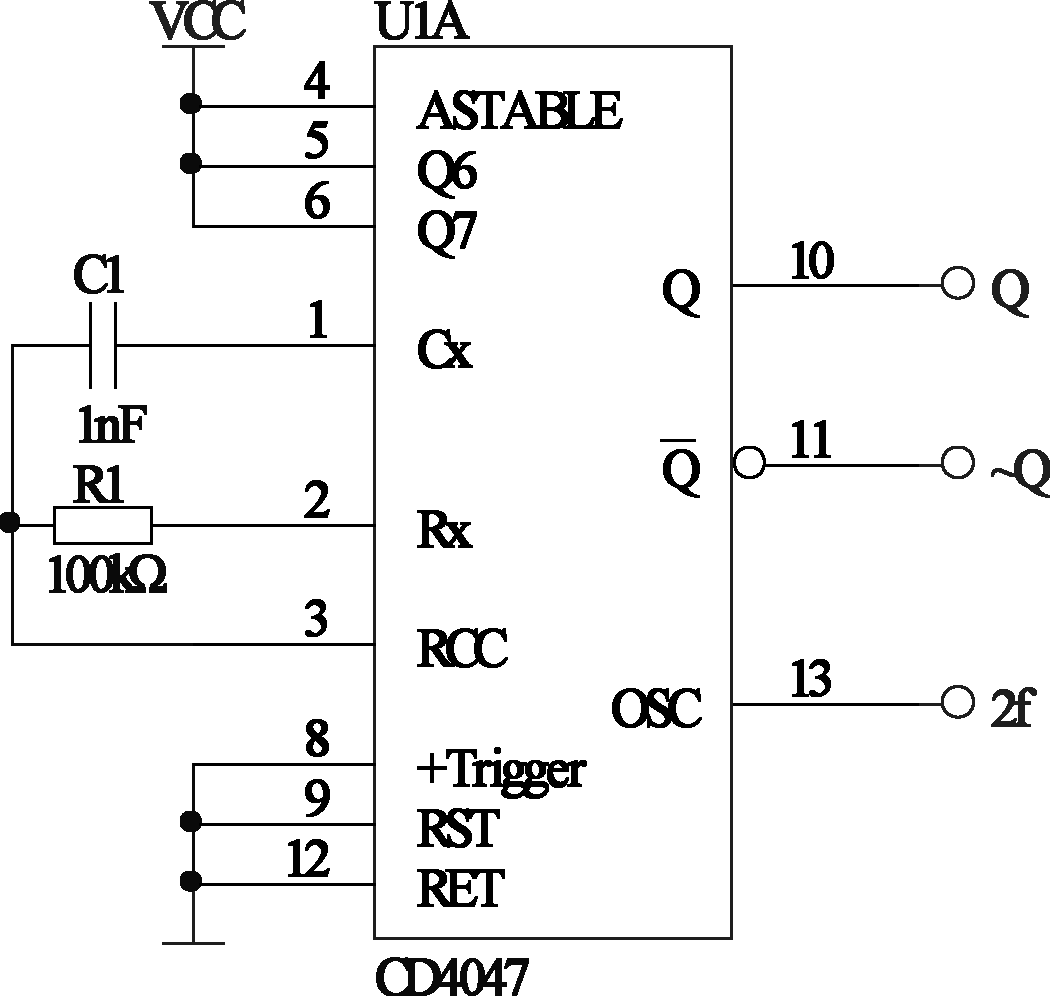 VCC
U1A
4
ASTABLE
5
Q6
6
Q7
C1
1
Cx
1nF
10
Q
Q
11
Q̅
~Q
R1
2
Rx
100kΩ
3
RCC
13
OSC
2f
8
+Trigger
9
RST
12
RET
CD4047